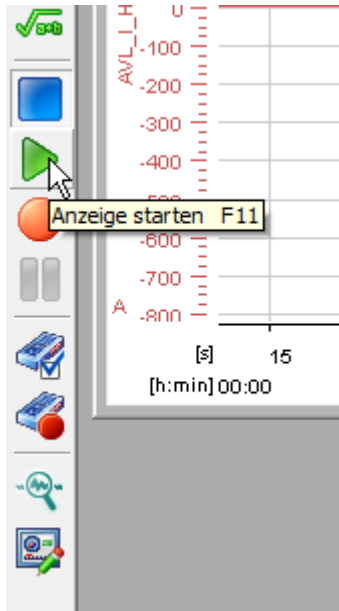 √a+b
AVL_I_H
0
-100
-200
-300
-400
-600
-700
A
-800
Anzeige starten F11
[s] 15
[h:min] 00:00